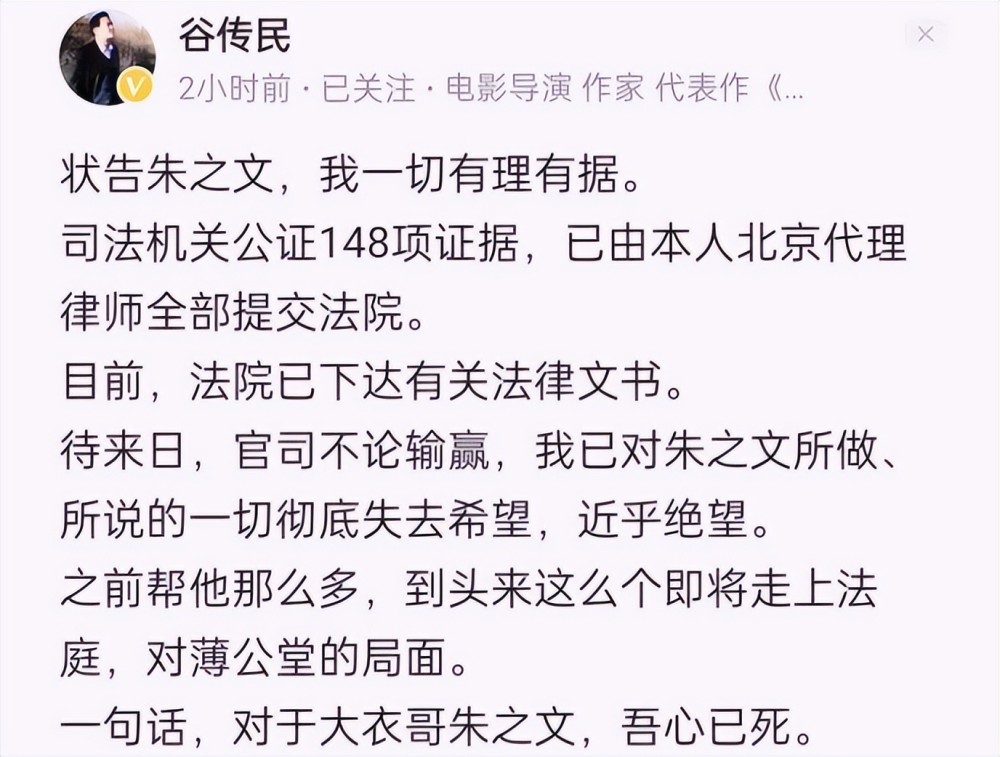 谷传民
2小时前·已关注·电影导演 作家 代表作《...
状告朱之文，我一切有理有据。
司法机关公证148项证据，已由本人北京代理
律师全部提交法院。
目前，法院已下达有关法律文书。
待来日，官司不论输赢，我已对朱之文所做、
所说的一切彻底失去希望，近乎绝望。
之前帮他那么多，到头来这么个即将走上法
庭，对薄公堂的局面。
一句话，对于大衣哥朱之文，吾心已死。